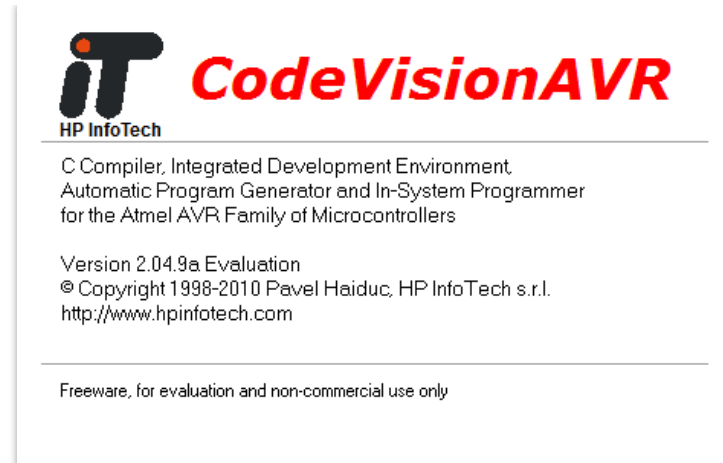 CodeVisionAVR
HP InfoTech
C Compiler, Integrated Development Environment,
Automatic Program Generator and In-System Programmer
for the Atmel AVR Family of Microcontrollers
Version 2.04.9a Evaluation
© Copyright 1998-2010 Pavel Haiduc, HP InfoTech s.r.l.
http://www.hpinfotech.com
Freeware, for evaluation and non-commercial use only